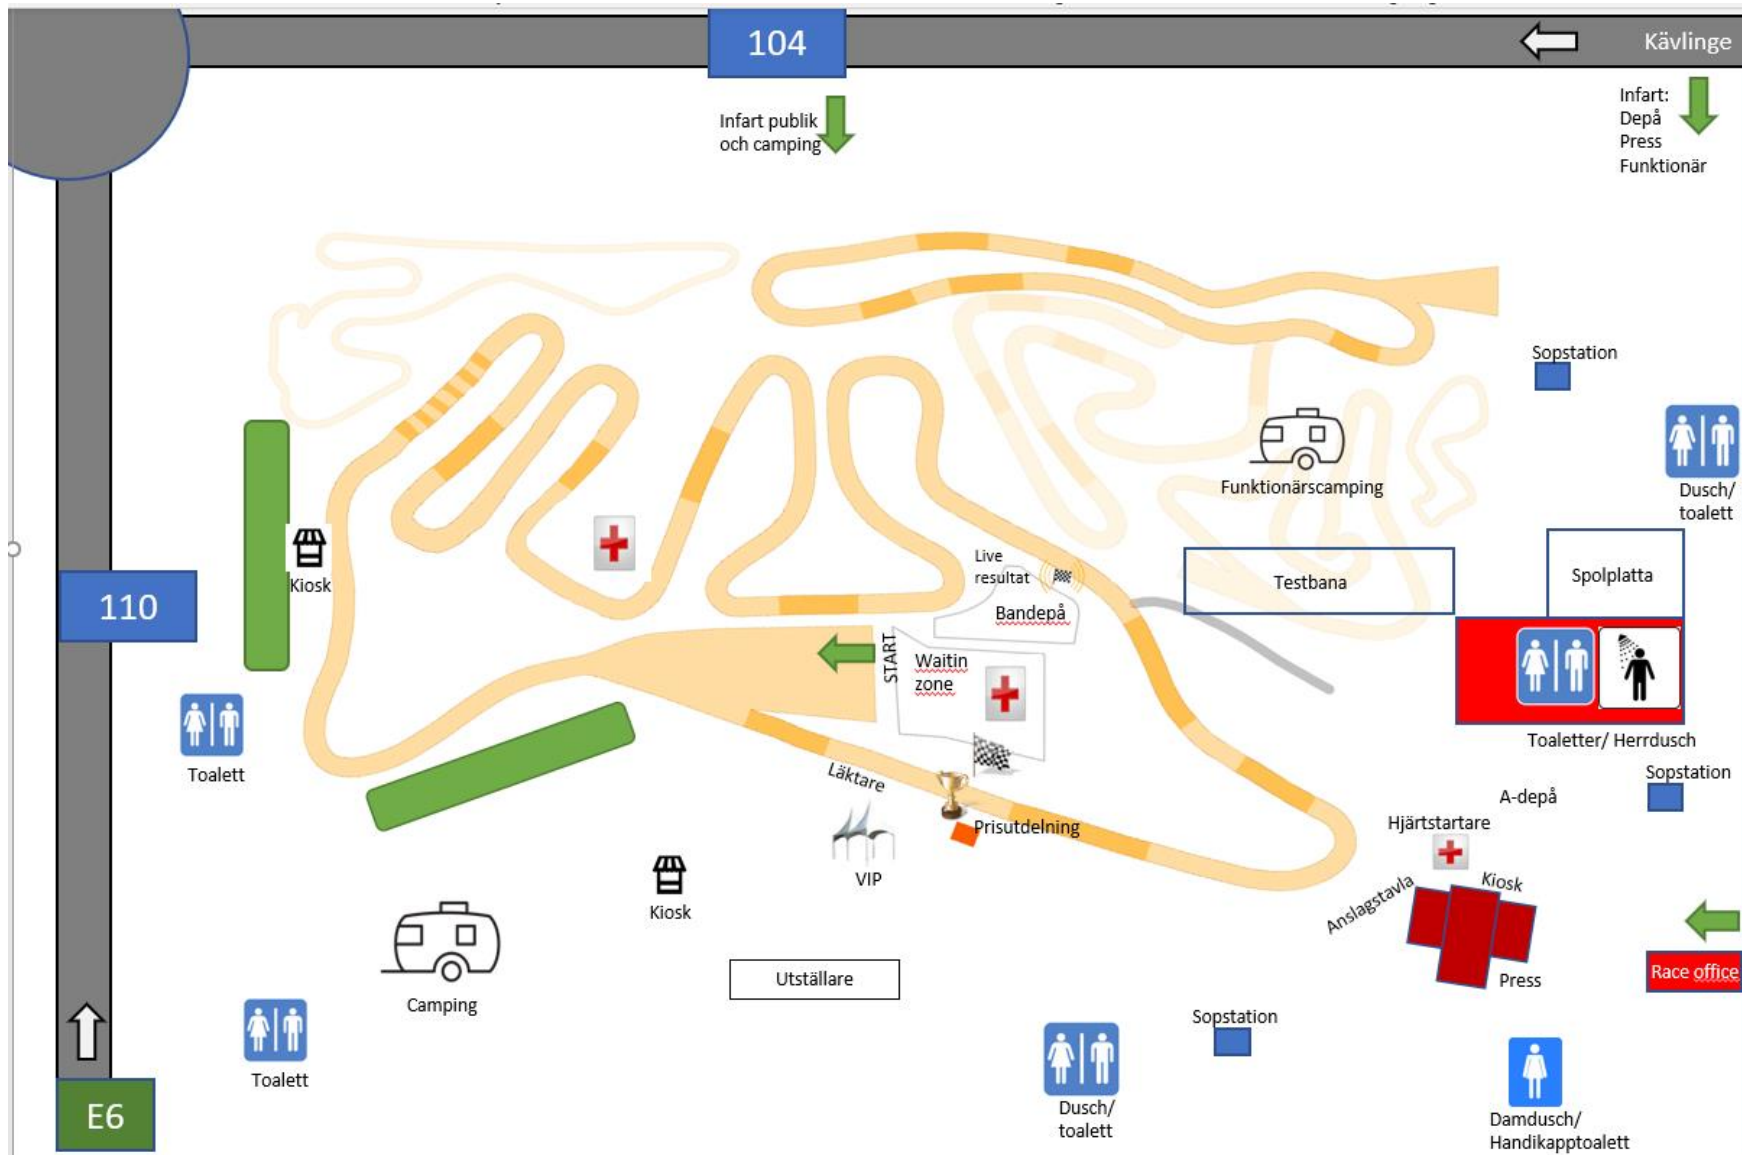 104
Kävlinge
Infart publik
och camping
Infart:
Depå
Press
Funktionär
Sopstation
Funktionärscamping
Dusch/
toalett
Live
resultat
Testbana
Spolplatta
Kiosk
110
Bandepå
START
Waitin
zone
Toaletter/ Herrdusch
Toalett
Läktare
Sopstation
A-depå
Prisutdelning
Hjärtstartare
VIP
Kiosk
Anslagstavla
Kiosk
Race office
Utställare
Press
Camping
Sopstation
Toalett
E6
Dusch/
toalett
Damdusch/
Handikapptoalett